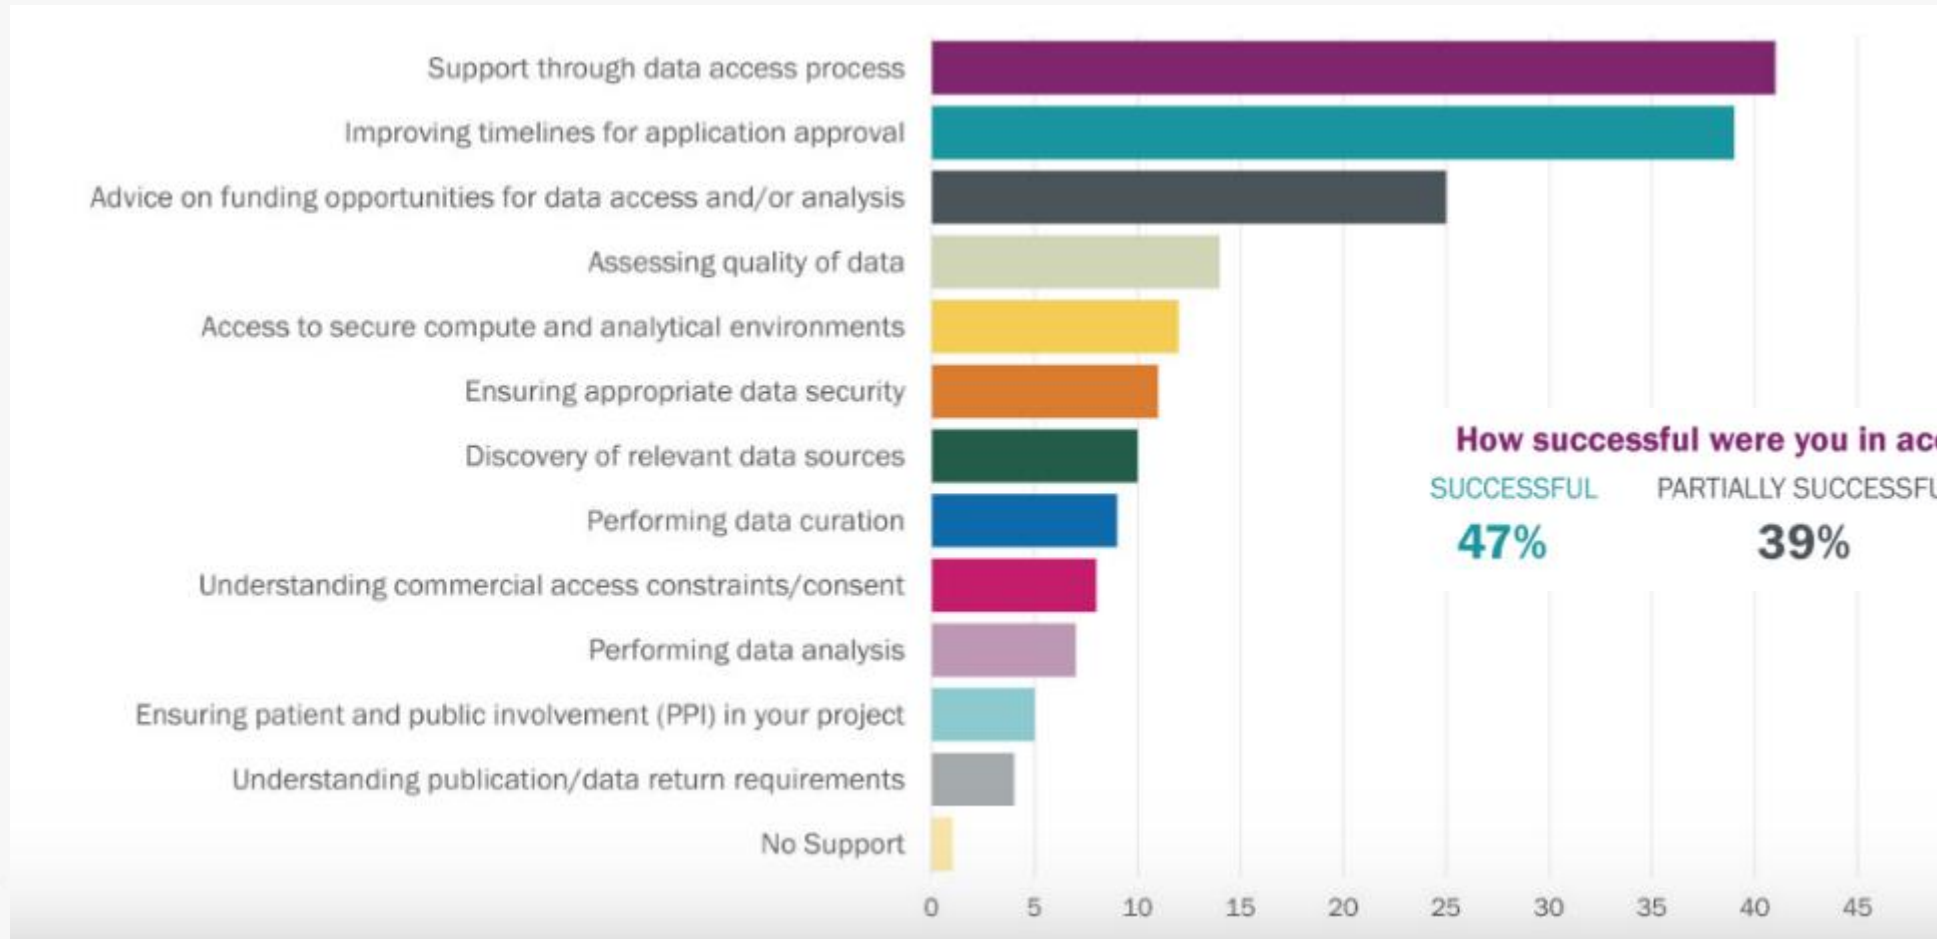 Support through data access process
Improving timelines for application approval
Advice on funding opportunities for data access and/or analysis
Assessing quality of data
Access to secure compute and analytical environments
Ensuring appropriate data security
Discovery of relevant data sources
Performing data curation
Understanding commercial access constraints/consent
Performing data analysis
Ensuring patient and public involvement (PPI) in your project
Understanding publication/data return requirements
No Support
0 5 10 15 20 25 30 35 40 45
How successful were you in
SUCCESSFUL PARTIALLY
47% 39%